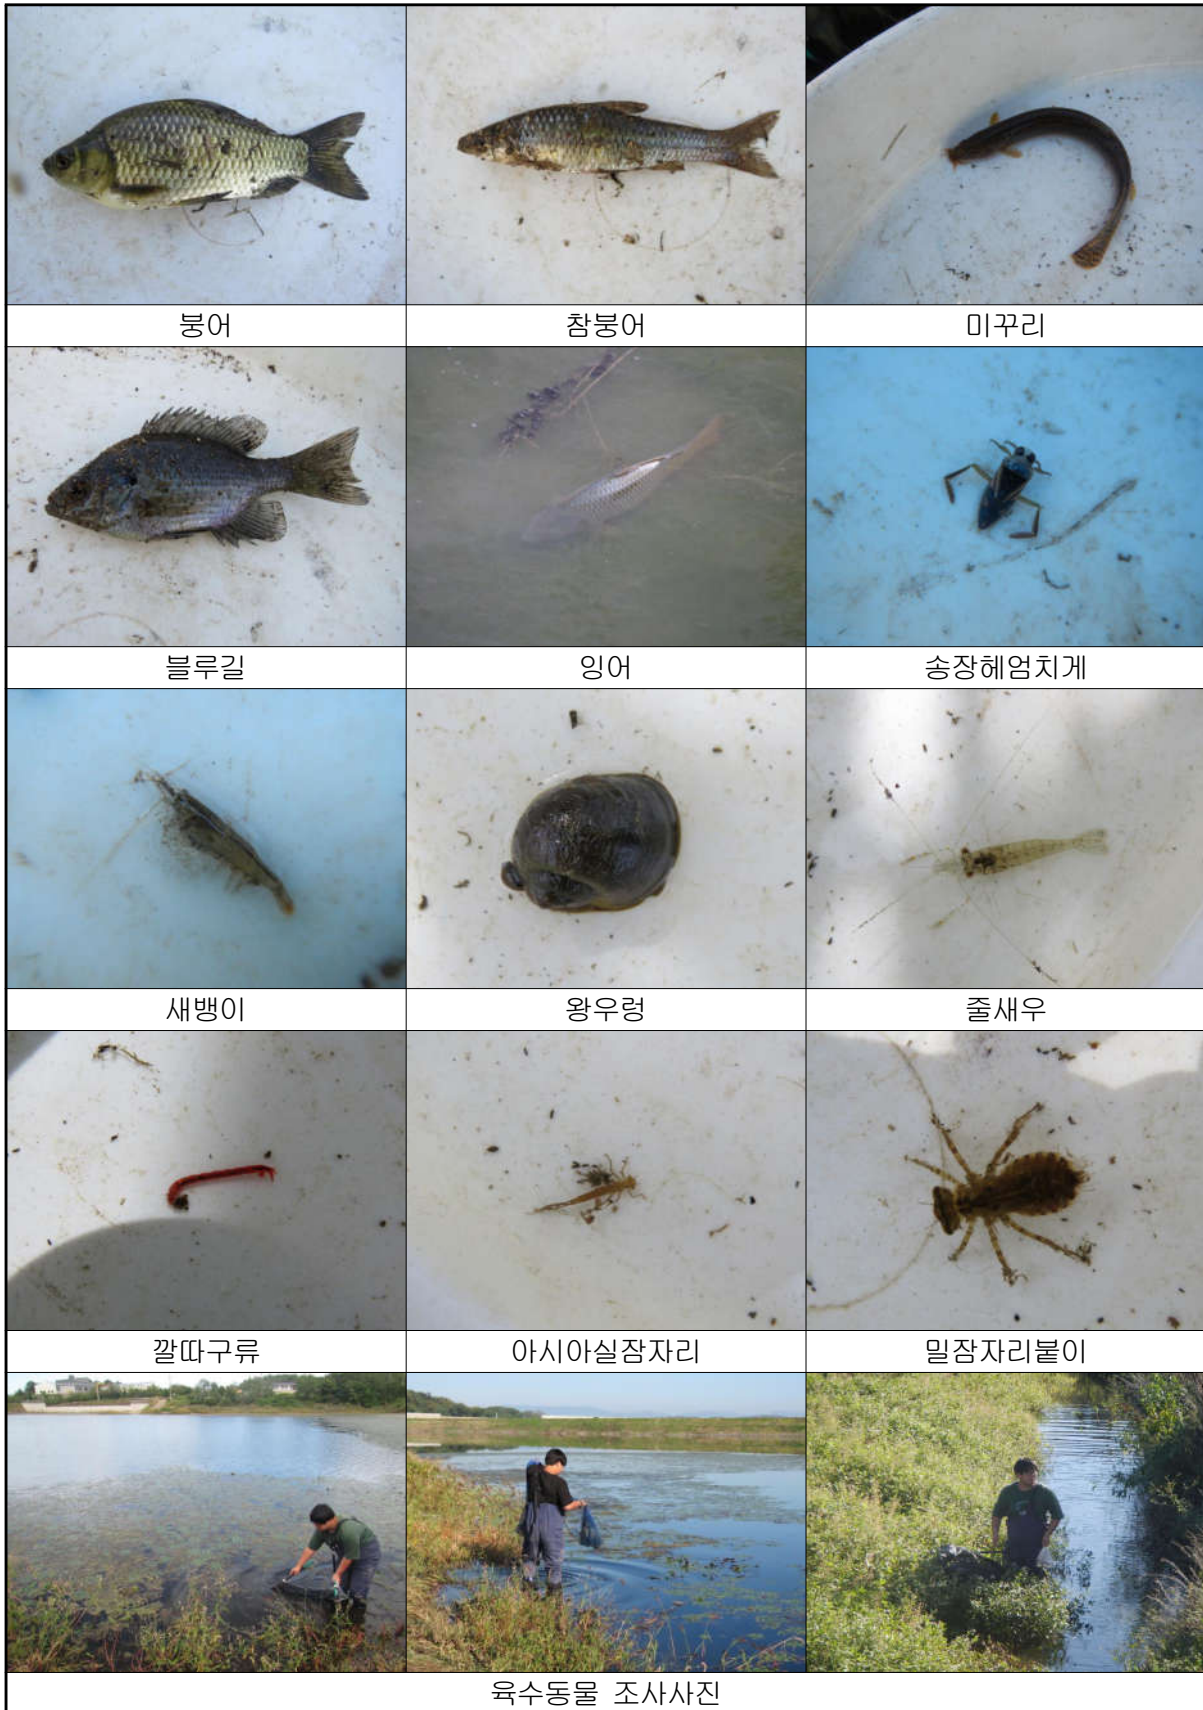 붕어
참붕어
미꾸리
블루길
잉어
송장헤엄치게
새뱅이
왕우렁
줄새우
깔따구류
아시아실잠자리
밀잠자리붙이
육수동물 조사사진